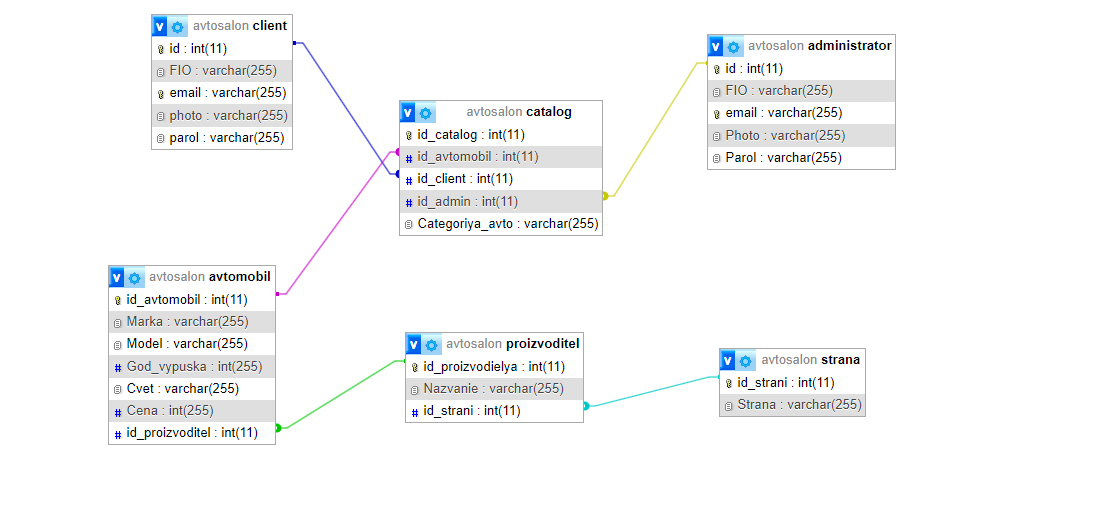 avtosalon client
id : int(11)
FIO : varchar(255)
email : varchar(255)
photo : varchar(255)
parol : varchar(255)
avtosalon administrator
id : int(11)
FIO : varchar(255)
email : varchar(255)
Photo : varchar(255)
Parol : varchar(255)
avtosalon catalog
id_catalog : int(11)
# id_avtomobil : int(11)
# id_client : int(11)
# id_admin : int(11)
Categoriya_avto : varchar(255)
avtosalon avtomobil
id_avtomobil : int(11)
Marka : varchar(255)
Model : varchar(255)
# God_vypuska : int(255)
Cvet : varchar(255)
# Cena : int(255)
# id_proizvoditel : int(11)
avtosalon proizvoditel
id_proizvodielya : int(11)
Nazvanie : varchar(255)
# id_strani : int(11)
avtosalon strana
id_strani : int(11)
Strana : varchar(255)